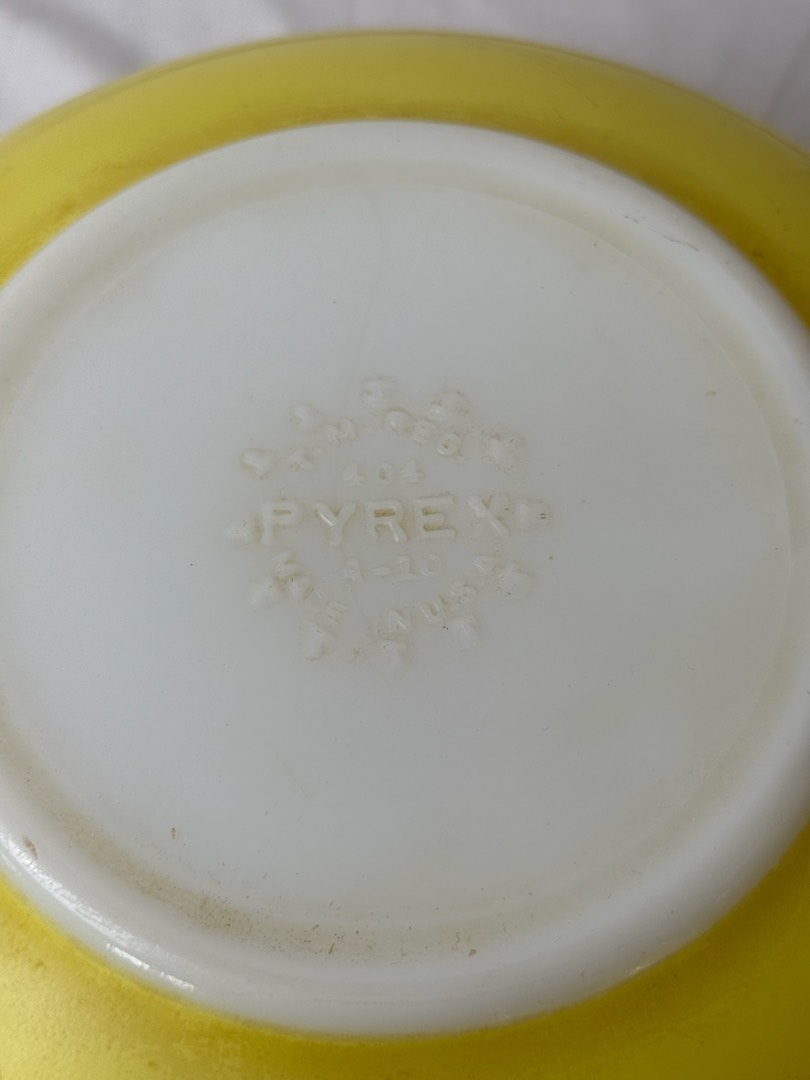 T.M. REG.
404
PYREX
MADE IN U.S.A.